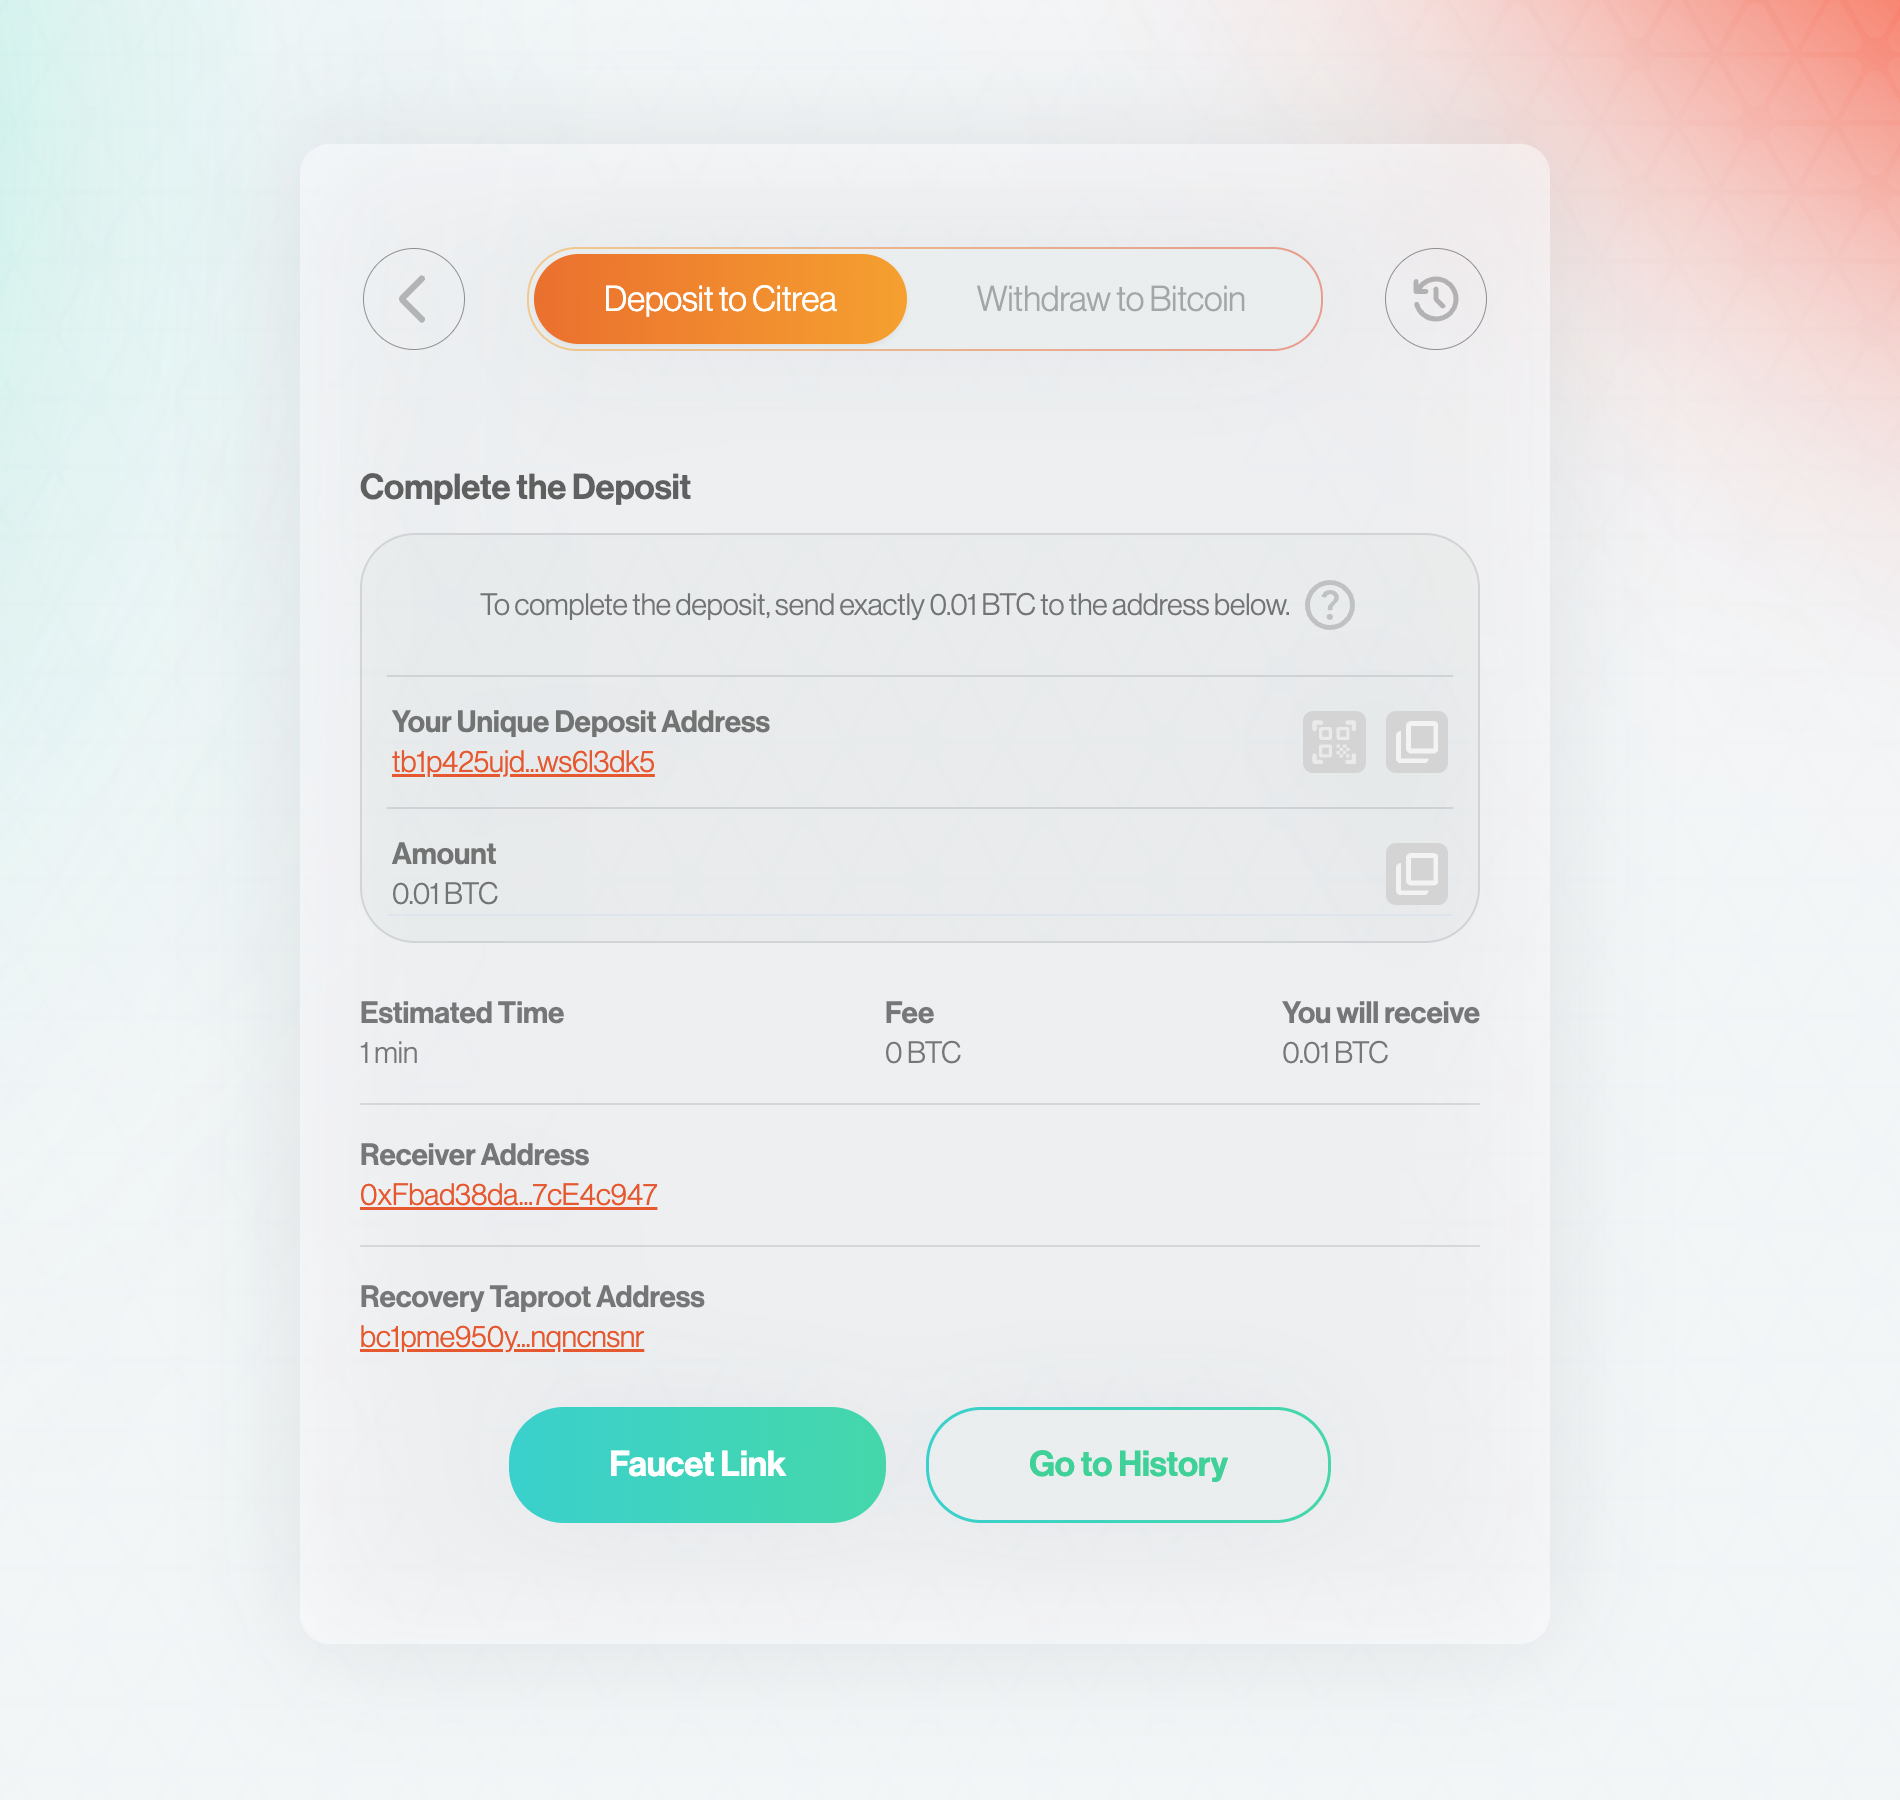 Deposit to Citrea
Withdraw to Bitcoin
Complete the Deposit
To complete the deposit, send exactly 0.01 BTC to the address below.
Your Unique Deposit Address
tb1p425ujd...ws6l3dk5
Amount
0.01 BTC
Estimated Time
1 min
Fee
0 BTC
You will receive
0.01 BTC
Receiver Address
0xFbad38da...7cE4c947
Recovery Taproot Address
bc1pme950y...nqncnsnr
Faucet Link
Go to History